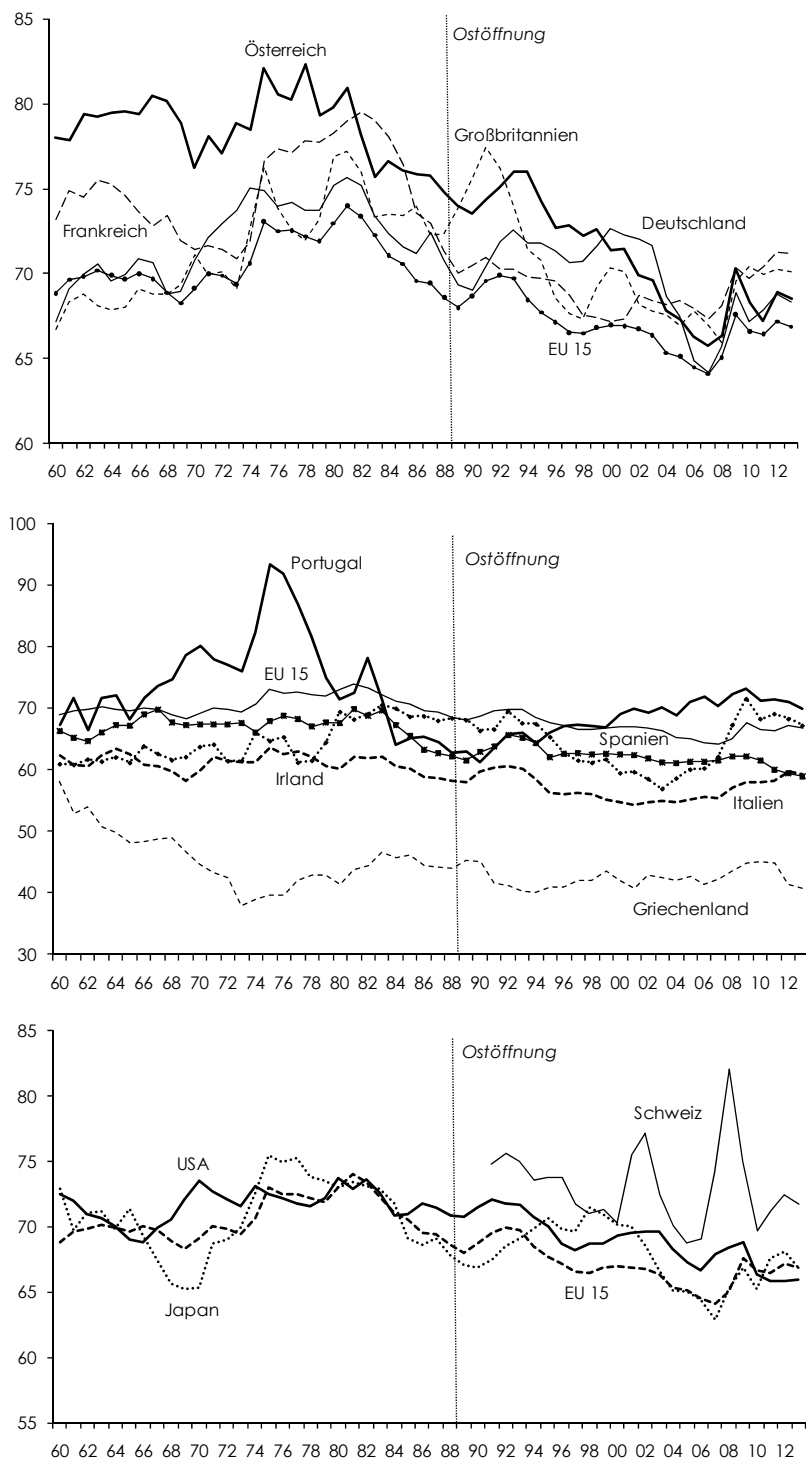 85
80
75
70
65
60
Österreich
Ostöffnung
Großbritannien
Frankreich
Deutschland
EU 15
60 62 64 66 68 70 72 74 76 78 80 82 84 86 88 90 92 94 96 98 00 02 04 06 08 10 12
100
90
80
70
60
50
40
30
Portugal
Ostöffnung
EU 15
Spanien
Irland
Italien
Griechenland
60 62 64 66 68 70 72 74 76 78 80 82 84 86 88 90 92 94 96 98 00 02 04 06 08 10 12
85
80
75
70
65
60
55
Ostöffnung
Schweiz
USA
Japan
EU 15
60 62 64 66 68 70 72 74 76 78 80 82 84 86 88 90 92 94 96 98 00 02 04 06 08 10 12